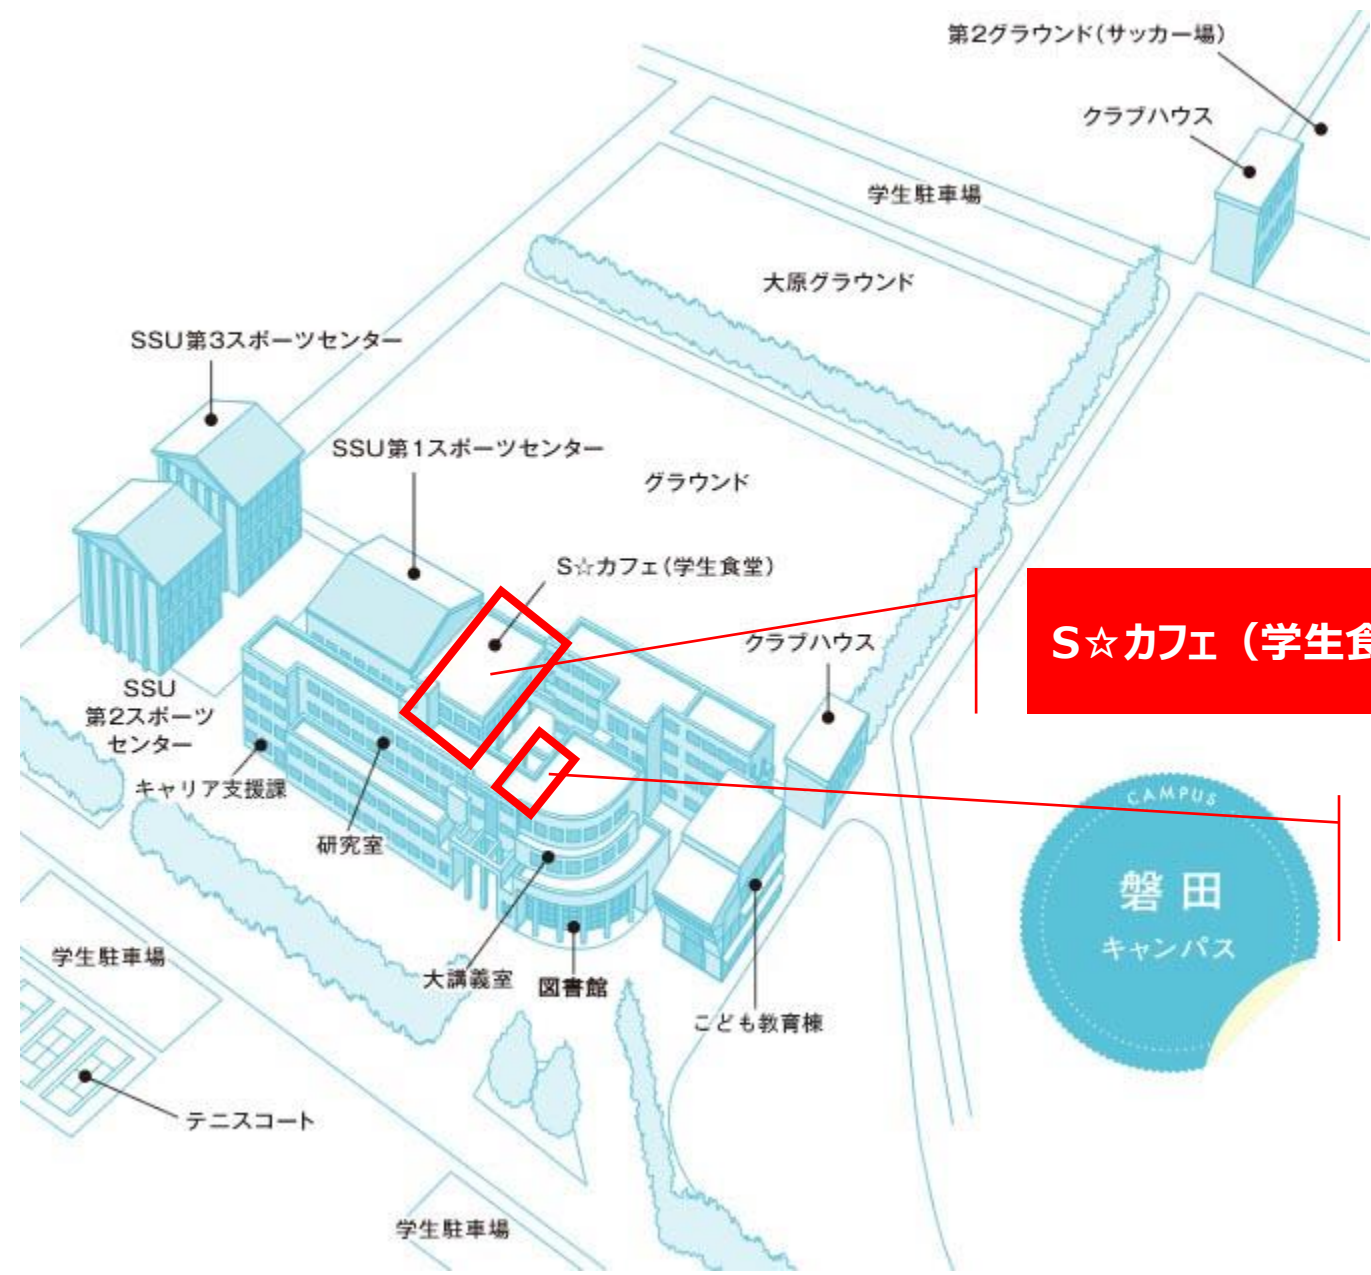 第2グラウンド(サッカー場)
クラブハウス
学生駐車場
大原グラウンド
SSU第3スポーツセンター
SSU第1スポーツセンター
グラウンド
S☆カフェ(学生食堂)
S☆カフェ(学生食
クラブハウス
SSU
第2スポーツ
センター
キャリア支援課
研究室
CAMPUS
磐田
キャンパス
学生駐車場
大講義室
図書館
こども教育棟
テニスコート
学生駐車場